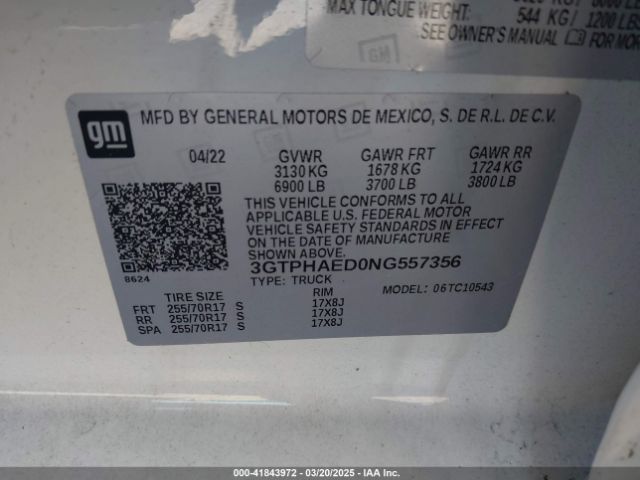 MAX TONGUE WEIGHT: 544 KG / 1200 LBS
SEE OWNER'S MANUAL FOR MOR
GM
gm
MFD BY GENERAL MOTORS DE MEXICO, S. DE R.L. DE C.V.
04/22 GVWR GAWR FRT GAWR RR
3130 KG 1678 KG 1724 KG
6900 LB 3700 LB 3800 LB
THIS VEHICLE CONFORMS TO ALL
APPLICABLE U.S. FEDERAL MOTOR
VEHICLE SAFETY STANDARDS IN EFFECT
ON THE DATE OF MANUFACTURE
SHOWN ABOVE.
8624
3GTPHAED0NG557356
TYPE: TRUCK MODEL: 06TC10543
TIRE SIZE RIM
FRT 255/70R17 S 17X8J
RR 255/70R17 S 17X8J
SPA 255/70R17 S 17X8J
000-41843972 — 03/20/2025 — IAA, Inc.